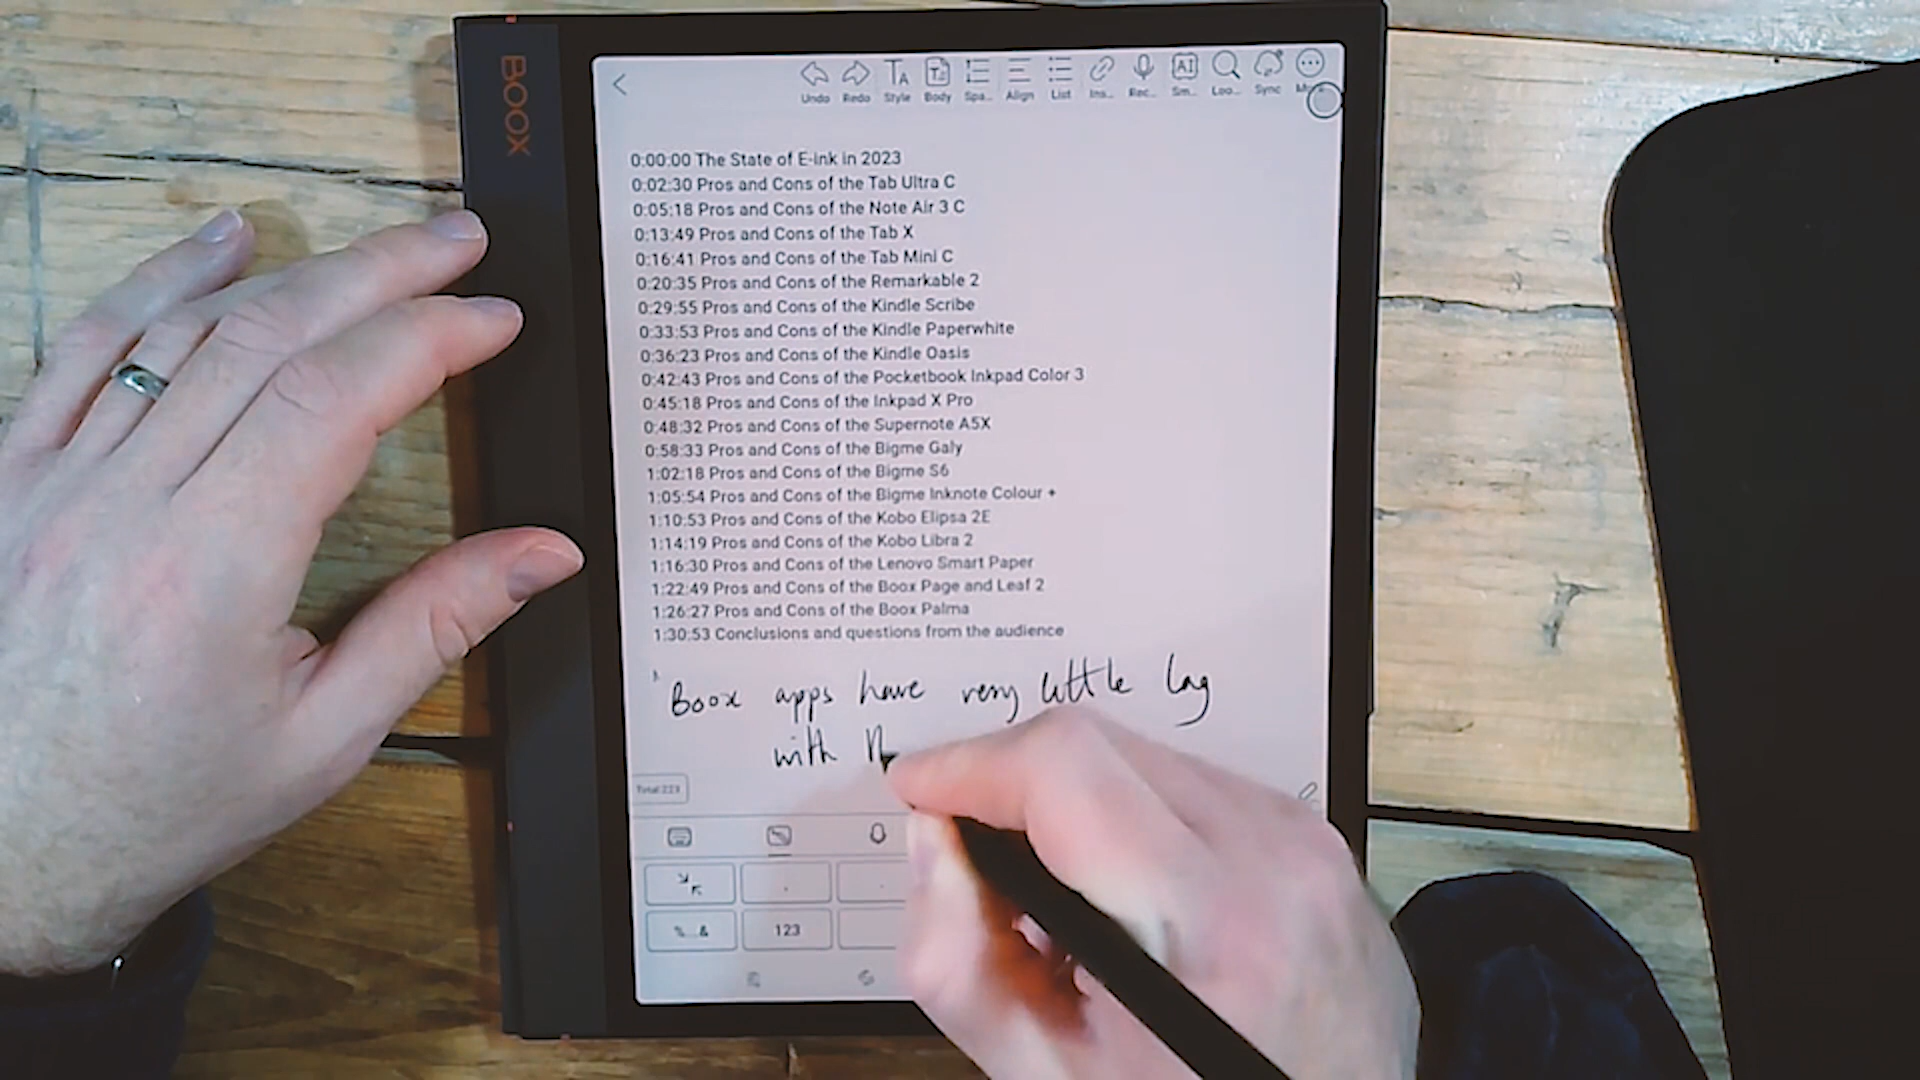 BOOX
Undo Redo Style Body Spa... Align List Ins... Rec... Sm... Loo... Sync
AI
0:00:00 The State of E-ink in 2023
0:02:30 Pros and Cons of the Tab Ultra C
0:05:18 Pros and Cons of the Note Air 3 C
0:13:49 Pros and Cons of the Tab X
0:16:41 Pros and Cons of the Tab Mini C
0:20:35 Pros and Cons of the Remarkable 2
0:29:55 Pros and Cons of the Kindle Scribe
0:33:53 Pros and Cons of the Kindle Paperwhite
0:36:23 Pros and Cons of the Kindle Oasis
0:42:43 Pros and Cons of the Pocketbook Inkpad Color 3
0:45:18 Pros and Cons of the Inkpad X Pro
0:48:32 Pros and Cons of the Supernote A5X
0:58:33 Pros and Cons of the Bigme Galy
1:02:18 Pros and Cons of the Bigme S6
1:05:54 Pros and Cons of the Bigme Inknote Colour +
1:10:53 Pros and Cons of the Kobo Elipsa 2E
1:14:19 Pros and Cons of the Kobo Libra 2
1:16:30 Pros and Cons of the Lenovo Smart Paper
1:22:49 Pros and Cons of the Boox Page and Leaf 2
1:26:27 Pros and Cons of the Boox Palma
1:30:53 Conclusions and questions from the audience
Boox apps have very little lag
with
123